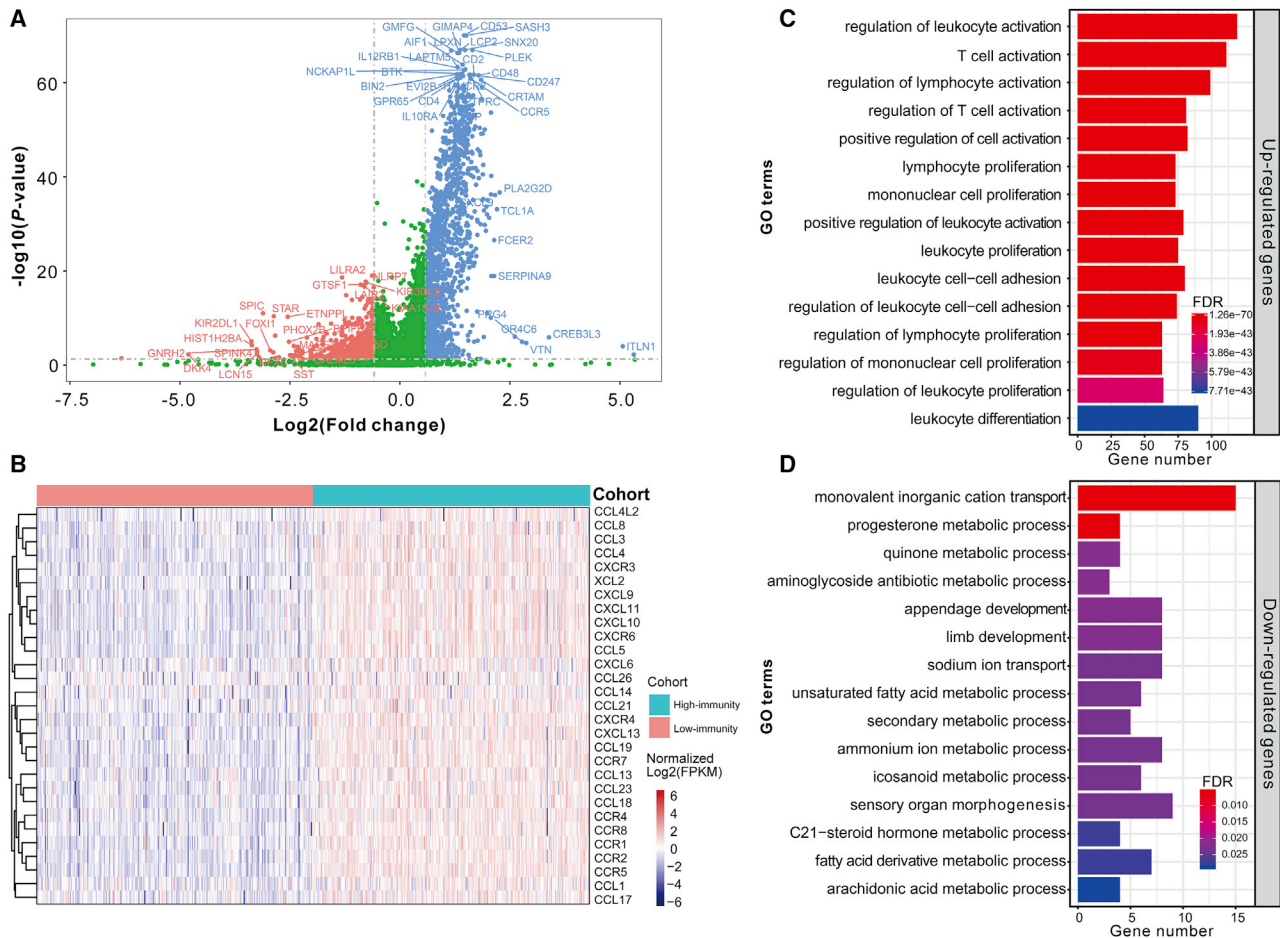 A
GMFG
GIMAP4
CD53
SASH3
AIF1
LPXN
LCP2
SNX20
IL12RB1
LAPTM5
CD2
PLEK
NCKAP1L
BTK
CD48
CD247
BIN2
EVI2B
CRTAM
GPR65
CD4
PTPRC
CCR5
IL10RA
PLA2G2D
TCL1A
FCER2
SERPINA9
LILRA2
NLRP7
GTSF1
KIR3DL2
LAIR2
SPIC
STAR
ETNPPL
PRG4
KIR2DL1
FOXI1
PHOX2B
OR4C6
CREB3L3
HIST1H2BA
GNRH2
SPINK4
VTN
ITLN1
DKK4
LCN15
SST
60
40
20
0
-log10(P-value)
-7.5
-5.0
-2.5
0.0
2.5
5.0
Log2(Fold change)
B
Cohort
CCL4L2
CCL8
CCL3
CCL4
CXCR3
XCL2
CXCL9
CXCL11
CXCL10
CXCR6
CCL5
CXCL6
CCL26
CCL14
CCL21
CXCR4
CXCL13
CCL19
CCR7
CCL13
CCL23
CCL18
CCR4
CCR8
CCR1
CCR2
CCR5
CCL1
CCL17
Cohort
High-immunity
Low-immunity
Normalized
Log2(FPKM)
6
4
2
0
−2
−4
−6
C
regulation of leukocyte activation
T cell activation
regulation of lymphocyte activation
regulation of T cell activation
positive regulation of cell activation
lymphocyte proliferation
mononuclear cell proliferation
positive regulation of leukocyte activation
leukocyte proliferation
leukocyte cell−cell adhesion
regulation of leukocyte cell−cell adhesion
regulation of lymphocyte proliferation
regulation of mononuclear cell proliferation
regulation of leukocyte proliferation
leukocyte differentiation
GO terms
Up-regulated genes
FDR
1.26e−70
1.93e−43
3.86e−43
5.79e−43
7.71e−43
0
25
50
75
100
Gene number
D
monovalent inorganic cation transport
progesterone metabolic process
quinone metabolic process
aminoglycoside antibiotic metabolic process
appendage development
limb development
sodium ion transport
unsaturated fatty acid metabolic process
secondary metabolic process
ammonium ion metabolic process
icosanoid metabolic process
sensory organ morphogenesis
C21−steroid hormone metabolic process
fatty acid derivative metabolic process
arachidonic acid metabolic process
GO terms
Down-regulated genes
FDR
0.010
0.015
0.020
0.025
0
5
10
15
Gene number